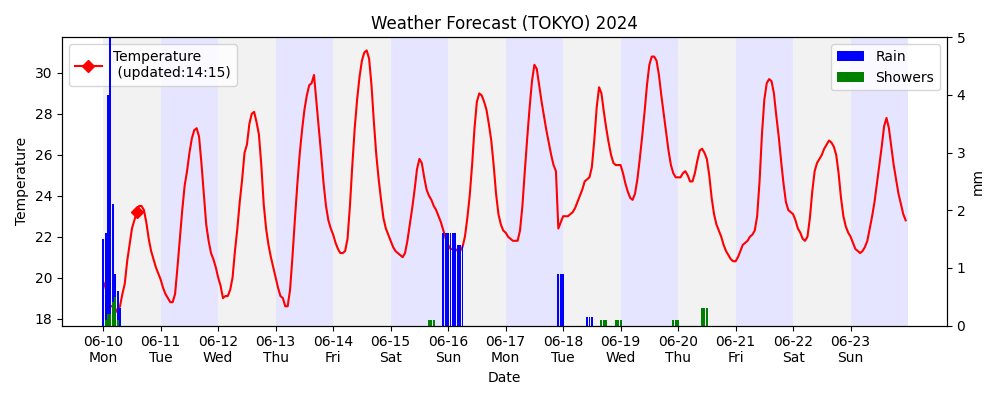 Weather Forecast (TOKYO) 2024
Temperature
(updated:14:15)
Rain
Showers
Temperature
30
28
26
24
22
20
18
5
4
3
2
1
0
mm
06-10 06-11 06-12 06-13 06-14 06-15 06-16 06-17 06-18 06-19 06-20 06-21 06-22 06-23
Mon Tue Wed Thu Fri Sat Sun Mon Tue Wed Thu Fri Sat Sun
Date